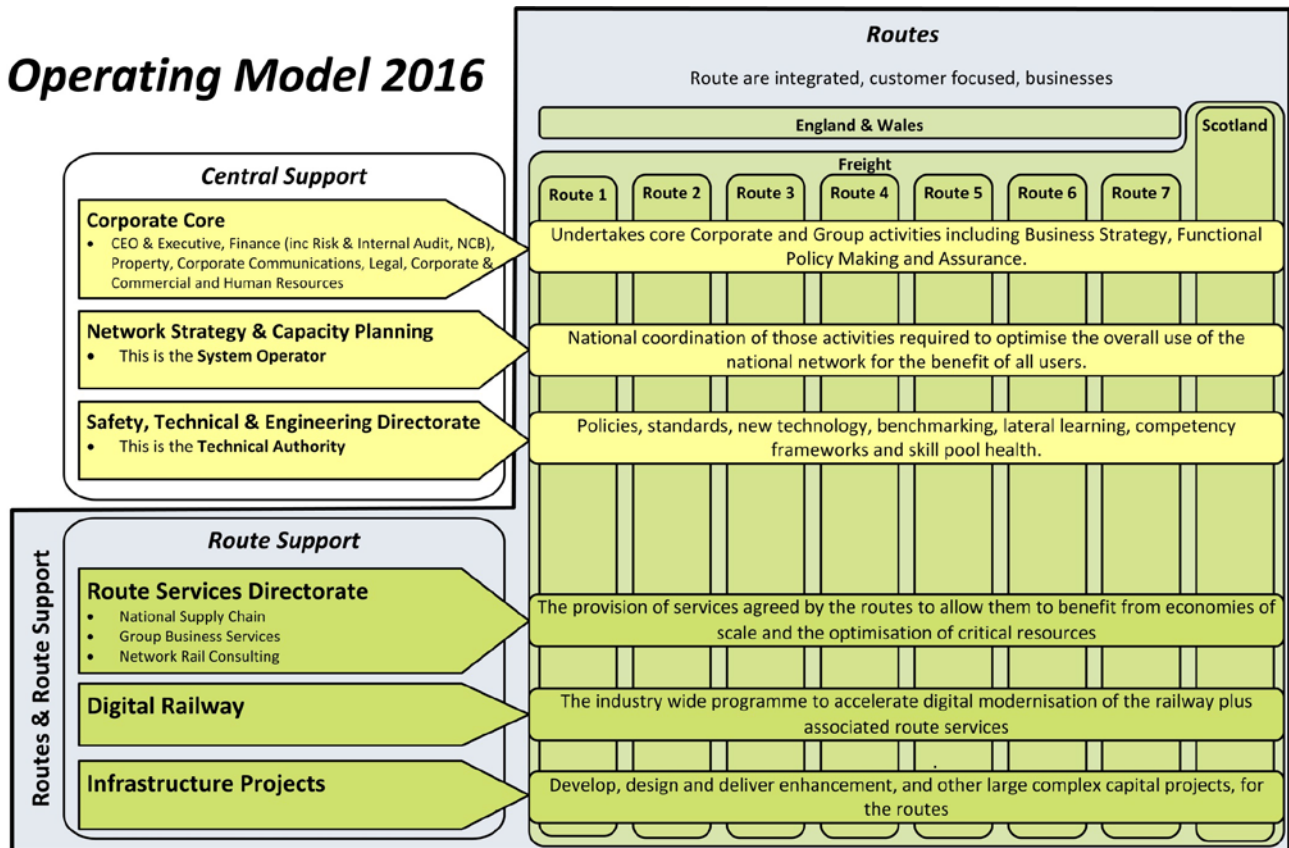 Operating Model 2016
Routes
Route are integrated, customer focused, businesses
England & Wales
Scotland
Freight
Route 1
Route 2
Route 3
Route 4
Route 5
Route 6
Route 7
Central Support
Corporate Core
• CEO & Executive, Finance (inc Risk & Internal Audit, NCB),
Property, Corporate Communications, Legal, Corporate &
Commercial and Human Resources
Undertakes core Corporate and Group activities including Business Strategy, Functional
Policy Making and Assurance.
Network Strategy & Capacity Planning
• This is the System Operator
National coordination of those activities required to optimise the overall use of the
national network for the benefit of all users.
Safety, Technical & Engineering Directorate
• This is the Technical Authority
Policies, standards, new technology, benchmarking, lateral learning, competency
frameworks and skill pool health.
Routes & Route Support
Route Support
Route Services Directorate
• National Supply Chain
• Group Business Services
• Network Rail Consulting
The provision of services agreed by the routes to allow them to benefit from economies of
scale and the optimisation of critical resources
Digital Railway
The industry wide programme to accelerate digital modernisation of the railway plus
associated route services
Infrastructure Projects
Develop, design and deliver enhancement, and other large complex capital projects, for
the routes